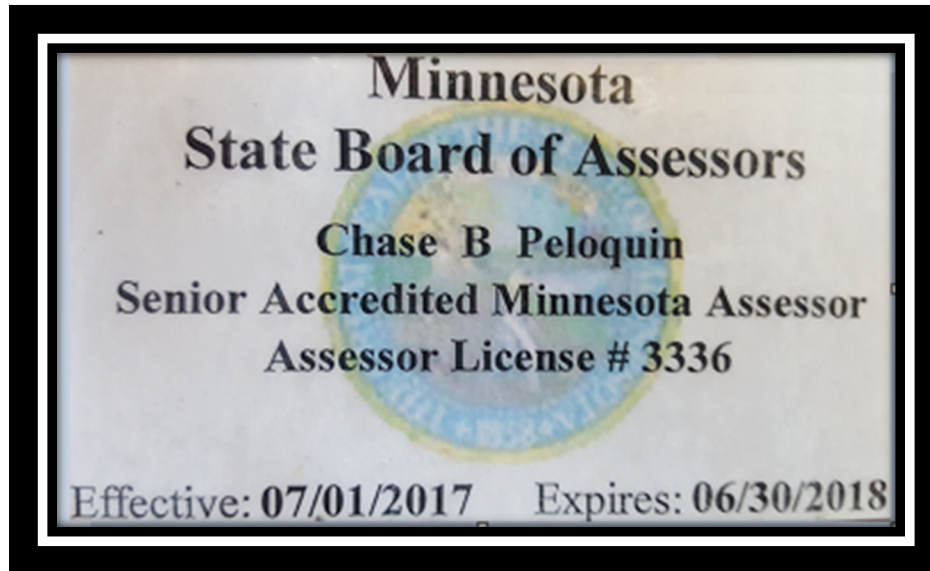 Minnesota
State Board of Assessors
Chase B Peloquin
Senior Accredited Minnesota Assessor
Assessor License # 3336
Effective: 07/01/2017 Expires: 06/30/2018